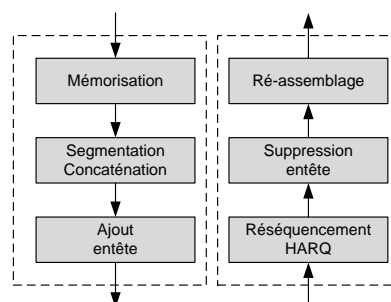 Mémorisation
Segmentation
Concaténation
Ajout
entête
Ré-assemblage
Suppression
entête
Réséquencement
HARQ